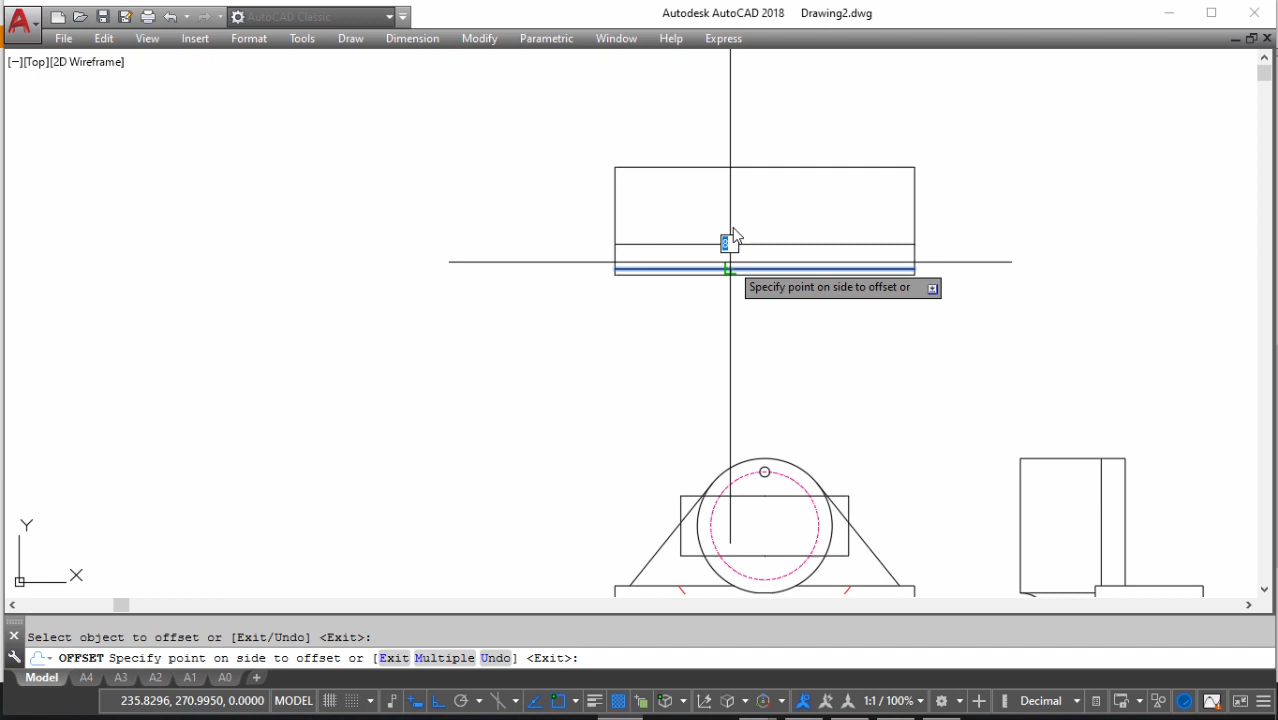 Autodesk AutoCAD 2018 Drawing2.dwg
A AutoCAD Classic
File Edit View Insert Format Tools Draw Dimension Modify Parametric Window Help Express
[−][Top][2D Wireframe]
8
Specify point on side to offset or
Y
X
Select object to offset or [Exit/Undo] <Exit>:
OFFSET Specify point on side to offset or [Exit Multiple Undo] <Exit>:
Model A4 A3 A2 A1 A0 +
235.8296, 270.9950, 0.0000 MODEL 1:1 / 100% Decimal